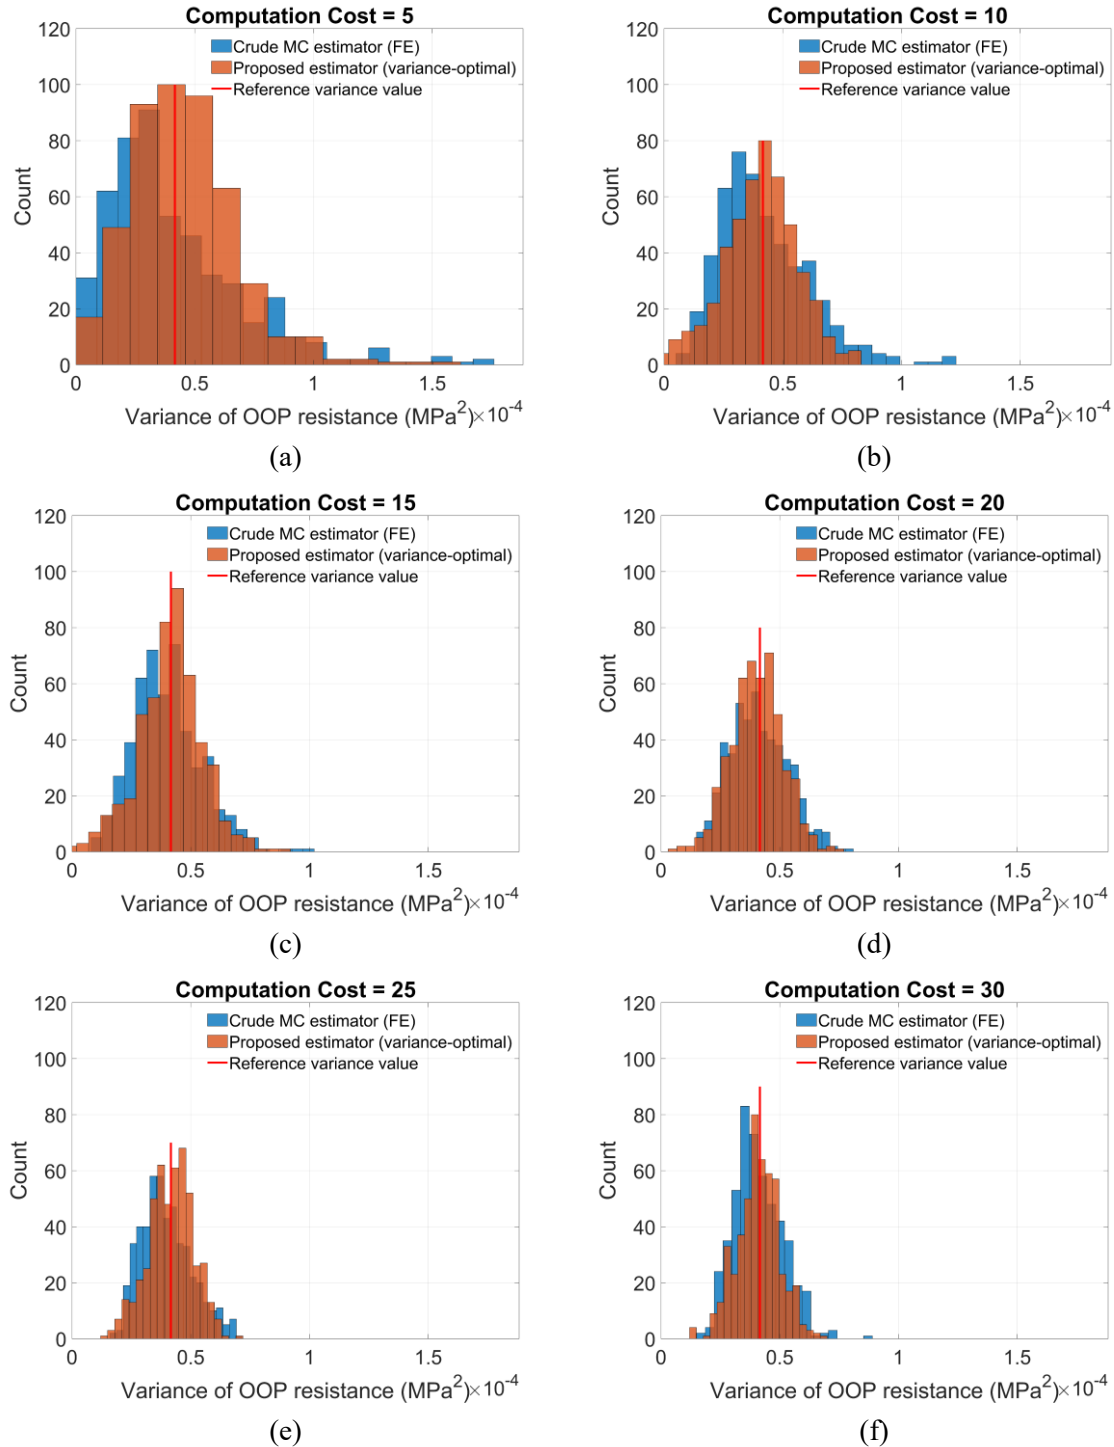 Computation Cost = 5
120
100
80
60
40
20
0
Count
Crude MC estimator (FE)
Proposed estimator (variance-optimal)
Reference variance value
0 0.5 1 1.5
Variance of OOP resistance (MPa²)×10⁻⁴
(a)
Computation Cost = 10
120
100
80
60
40
20
0
Count
Crude MC estimator (FE)
Proposed estimator (variance-optimal)
Reference variance value
0 0.5 1 1.5
Variance of OOP resistance (MPa²)×10⁻⁴
(b)
Computation Cost = 15
120
100
80
60
40
20
0
Count
Crude MC estimator (FE)
Proposed estimator (variance-optimal)
Reference variance value
0 0.5 1 1.5
Variance of OOP resistance (MPa²)×10⁻⁴
(c)
Computation Cost = 20
120
100
80
60
40
20
0
Count
Crude MC estimator (FE)
Proposed estimator (variance-optimal)
Reference variance value
0 0.5 1 1.5
Variance of OOP resistance (MPa²)×10⁻⁴
(d)
Computation Cost = 25
120
100
80
60
40
20
0
Count
Crude MC estimator (FE)
Proposed estimator (variance-optimal)
Reference variance value
0 0.5 1 1.5
Variance of OOP resistance (MPa²)×10⁻⁴
(e)
Computation Cost = 30
120
100
80
60
40
20
0
Count
Crude MC estimator (FE)
Proposed estimator (variance-optimal)
Reference variance value
0 0.5 1 1.5
Variance of OOP resistance (MPa²)×10⁻⁴
(f)